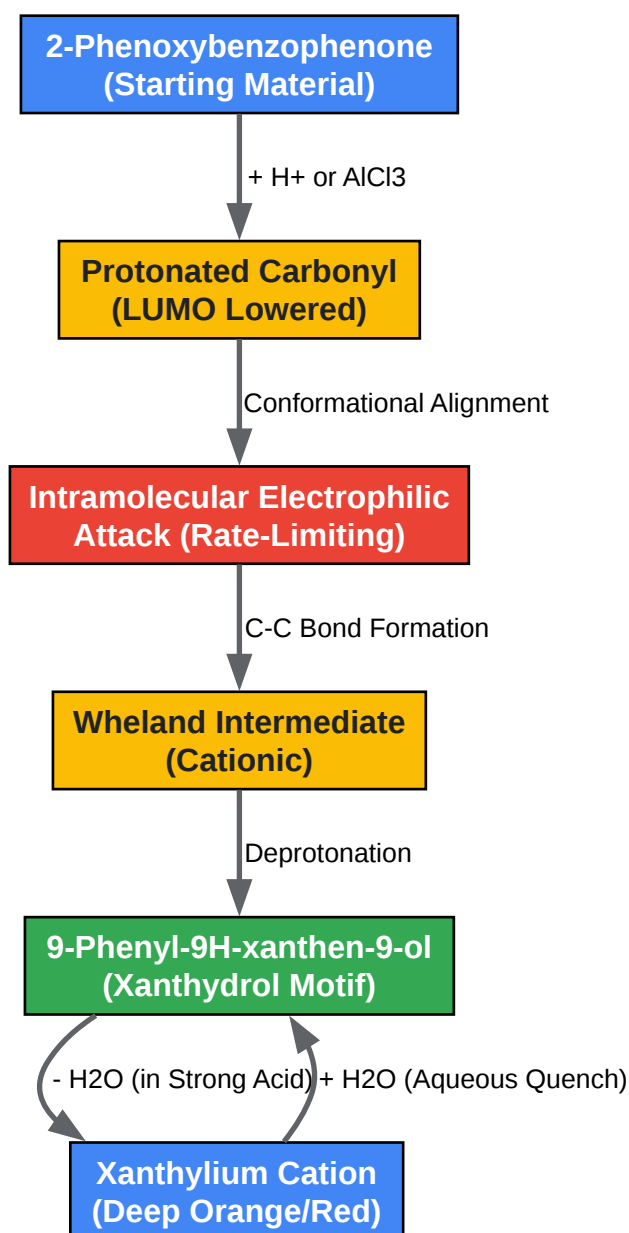 2-Phenoxybenzophenone
(Starting Material)
+ H+ or AlCl3
Protonated Carbonyl
(LUMO Lowered)
Conformational Alignment
Intramolecular Electrophilic
Attack (Rate-Limiting)
C-C Bond Formation
Wheland Intermediate
(Cationic)
Deprotonation
9-Phenyl-9H-xanthen-9-ol
(Xanthydrol Motif)
- H2O (in Strong Acid)
+ H2O (Aqueous Quench)
Xanthylium Cation
(Deep Orange/Red)